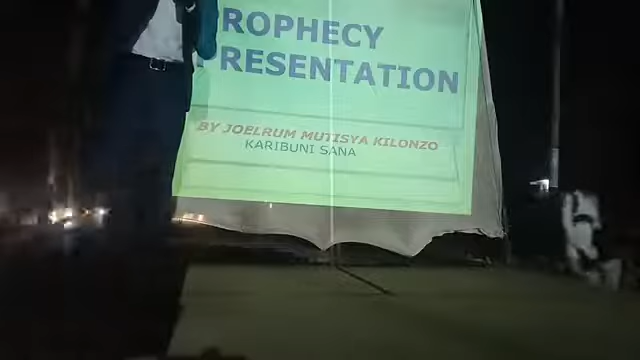 ROPHECY
RESENTATION
BY JOELRUM MUTISYA KILONZO
KARIBUNI SANA